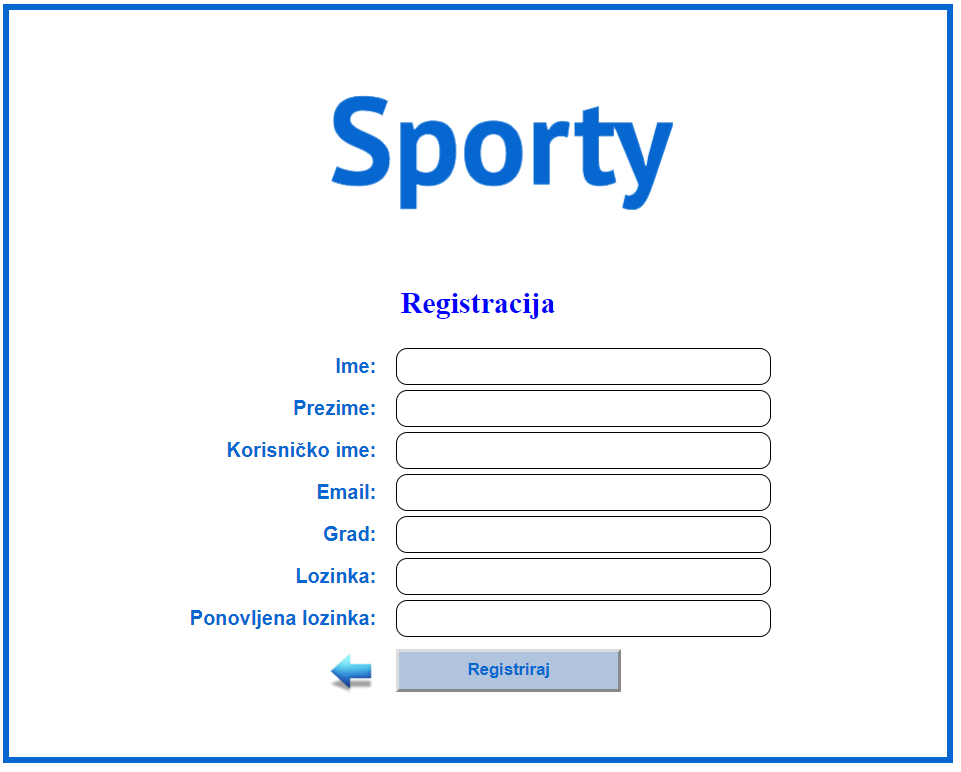 Sporty
Registracija
Ime:
Prezime:
Korisničko ime:
Email:
Grad:
Lozinka:
Ponovljena lozinka:
Registriraj